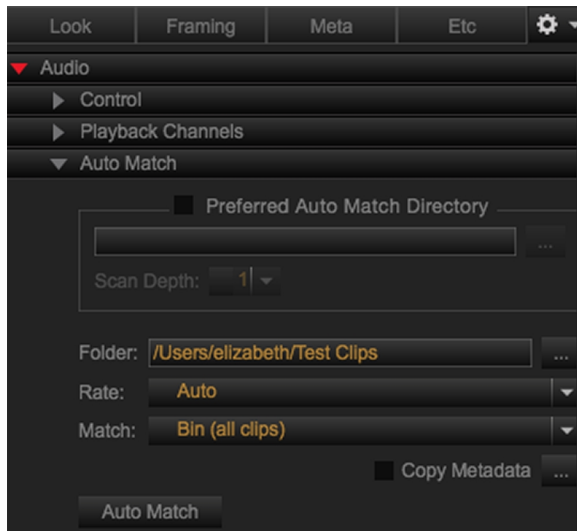 Look Framing Meta Etc
Audio
Control
Playback Channels
Auto Match
Preferred Auto Match Directory
...
Scan Depth: 1
Folder: /Users/elizabeth/Test Clips ...
Rate: Auto
Match: Bin (all clips)
Copy Metadata ...
Auto Match